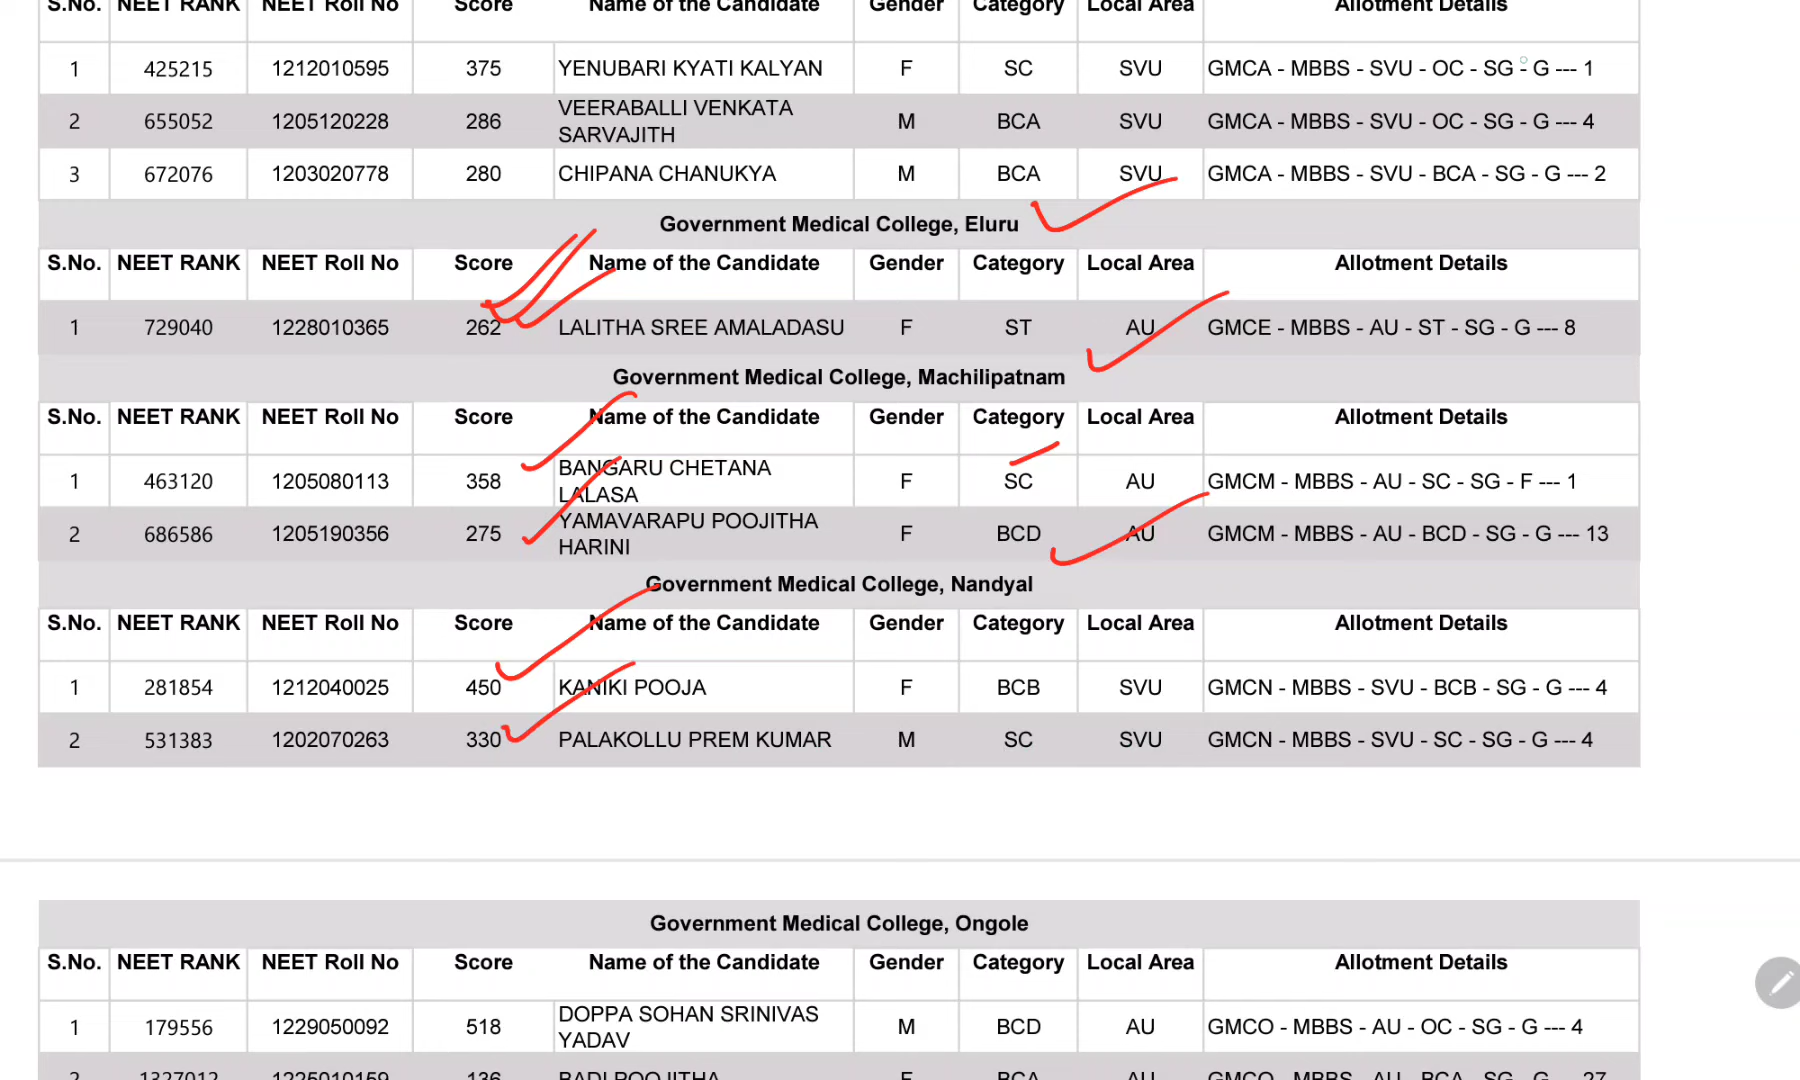 S.No. NEET RANK NEET Roll No Score Name of the Candidate Gender Category Local Area Allotment Details
1 425215 1212010595 375 YENUBARI KYATI KALYAN F SC SVU GMCA - MBBS - SVU - OC - SG - G --- 1
2 655052 1205120228 286 VEERABALLI VENKATA SARVAJITH M BCA SVU GMCA - MBBS - SVU - OC - SG - G --- 4
3 672076 1203020778 280 CHIPANA CHANUKYA M BCA SVU GMCA - MBBS - SVU - BCA - SG - G --- 2
Government Medical College, Eluru
S.No. NEET RANK NEET Roll No Score Name of the Candidate Gender Category Local Area Allotment Details
1 729040 1228010365 262 LALITHA SREE AMALADASU F ST AU GMCE - MBBS - AU - ST - SG - G --- 8
Government Medical College, Machilipatnam
S.No. NEET RANK NEET Roll No Score Name of the Candidate Gender Category Local Area Allotment Details
1 463120 1205080113 358 BANGARU CHETANA LALASA F SC AU GMCM - MBBS - AU - SC - SG - F --- 1
2 686586 1205190356 275 YAMAVARAPU POOJITHA HARINI F BCD AU GMCM - MBBS - AU - BCD - SG - G --- 13
Government Medical College, Nandyal
S.No. NEET RANK NEET Roll No Score Name of the Candidate Gender Category Local Area Allotment Details
1 281854 1212040025 450 KANIKI POOJA F BCB SVU GMCN - MBBS - SVU - BCB - SG - G --- 4
2 531383 1202070263 330 PALAKOLLU PREM KUMAR M SC SVU GMCN - MBBS - SVU - SC - SG - G --- 4
Government Medical College, Ongole
S.No. NEET RANK NEET Roll No Score Name of the Candidate Gender Category Local Area Allotment Details
1 179556 1229050092 518 DOPPA SOHAN SRINIVAS YADAV M BCD AU GMCO - MBBS - AU - OC - SG - G --- 4